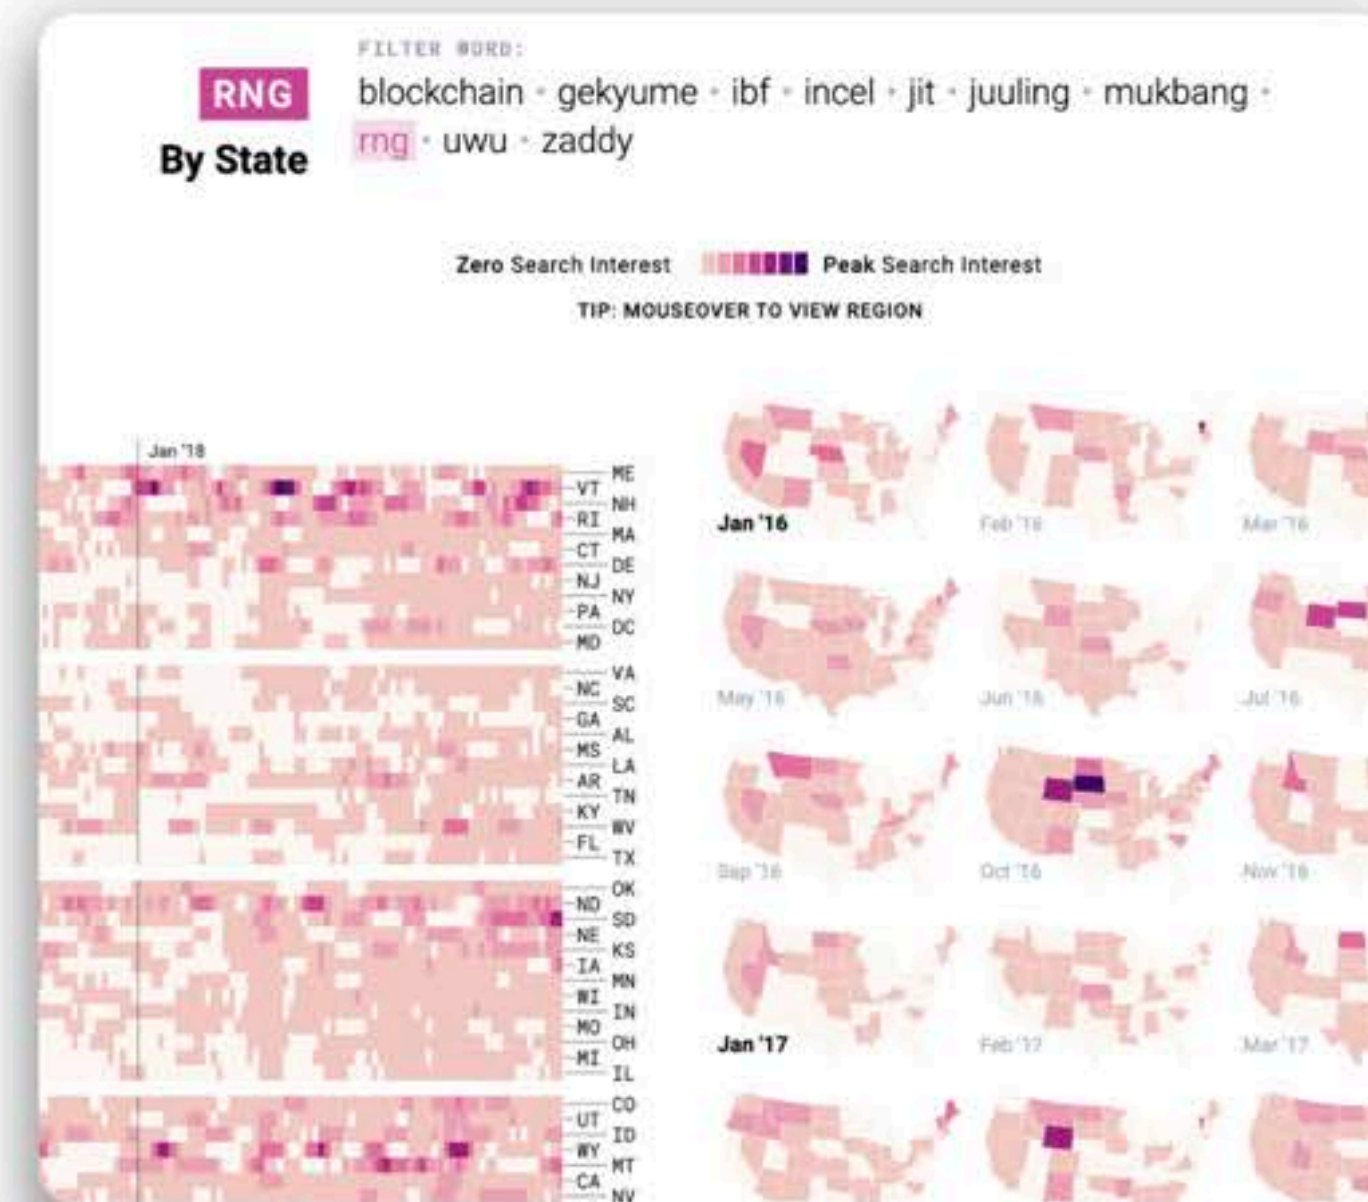 FILTER WORD:
RNG
blockchain • gekyume • ibf • incel • jit • juuling • mukbang •
By State
rng • uwu • zaddy
Zero Search Interest
Peak Search Interest
TIP: MOUSEOVER TO VIEW REGION
Jan '18
ME
VT
NH
RI
MA
CT
DE
NJ
NY
PA
DC
MD
VA
NC
SC
GA
AL
MS
LA
AR
TN
KY
WV
FL
TX
OK
ND
SD
NE
KS
IA
MN
WI
IN
MO
OH
MI
IL
CO
UT
ID
WY
MT
CA
NV
Jan '16
Feb '16
Mar '16
May '16
Jun '16
Jul '16
Sep '16
Oct '16
Nov '16
Jan '17
Feb '17
Mar '17